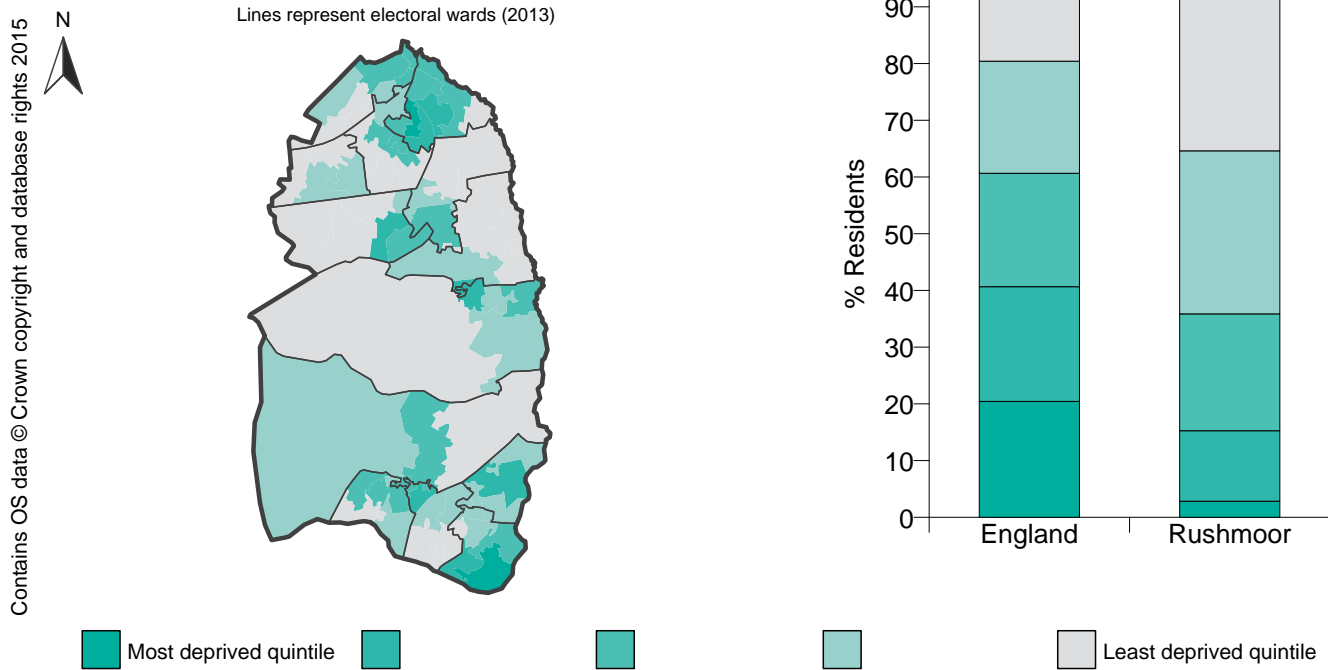 Contains OS data © Crown copyright and database rights 2015
N
Lines represent electoral wards (2013)
% Residents
90
80
70
60
50
40
30
20
10
0
England
Rushmoor
Most deprived quintile
Least deprived quintile